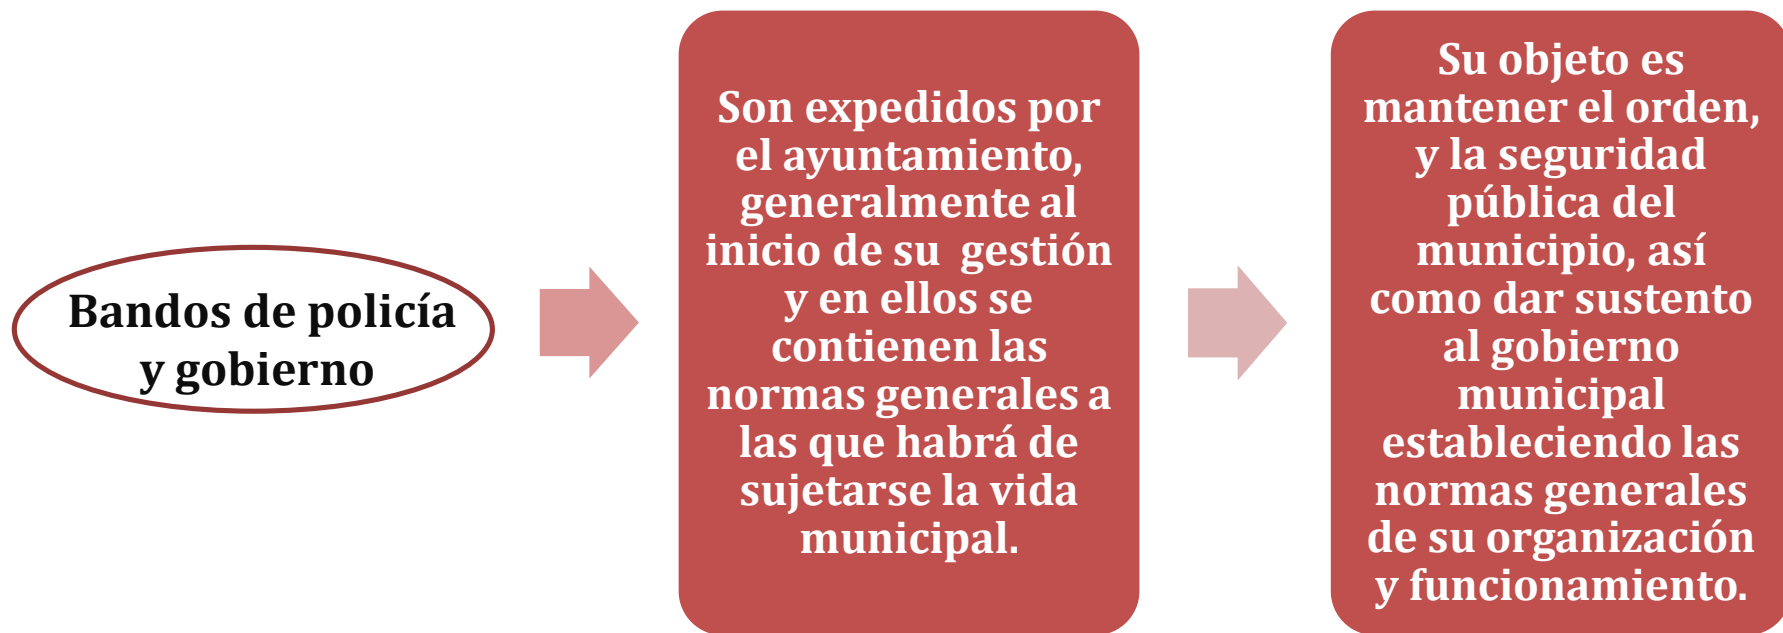 Bandos de policía
y gobierno
Son expedidos por
el ayuntamiento,
generalmente al
inicio de su  gestión
y en ellos se
contienen las
normas generales a
las que habrá de
sujetarse la vida
municipal.
Su objeto es
mantener el orden,
y la seguridad
pública del
municipio, así
como dar sustento
al gobierno
municipal
estableciendo las
normas generales
de su organización
y funcionamiento.